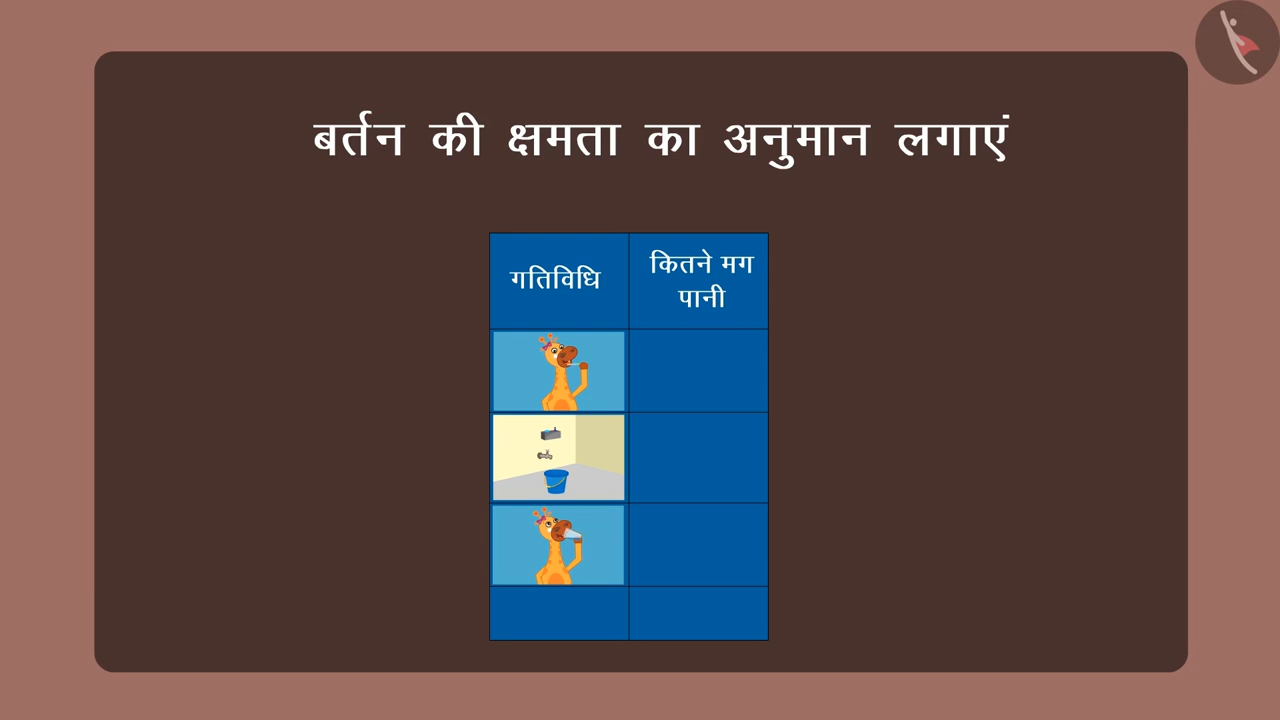 बर्तन की क्षमता का अनुमान लगाएं
गतिविधि
कितने मग
पानी